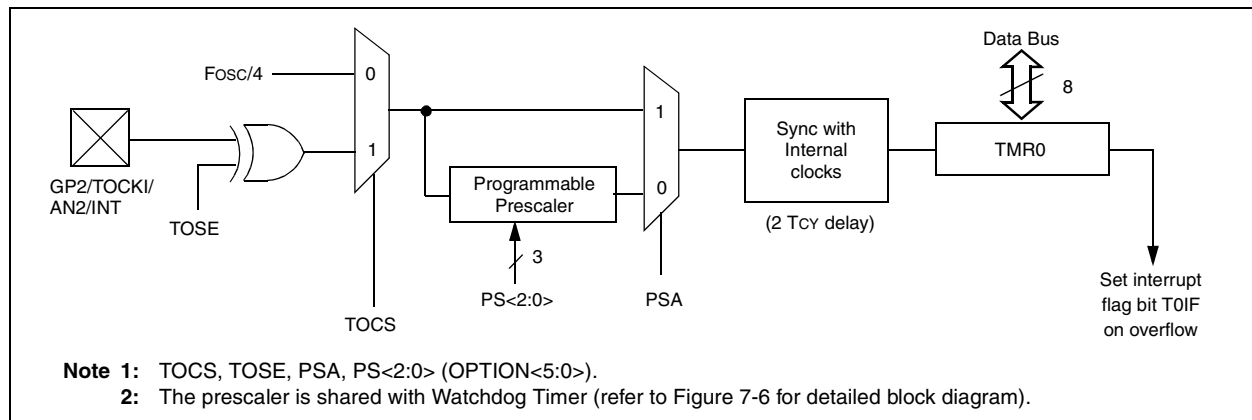 Data Bus
FOSC/4
0
8
1
1
Sync with
Internal
clocks
TMR0
Programmable
Prescaler
0
GP2/TOCKI/
AN2/INT
TOSE
(2 TCY delay)
3
PS<2:0>
PSA
Set interrupt
flag bit T0IF
on overflow
TOCS
Note 1: TOCS, TOSE, PSA, PS<2:0> (OPTION<5:0>).
2: The prescaler is shared with Watchdog Timer (refer to Figure 7-6 for detailed block diagram).